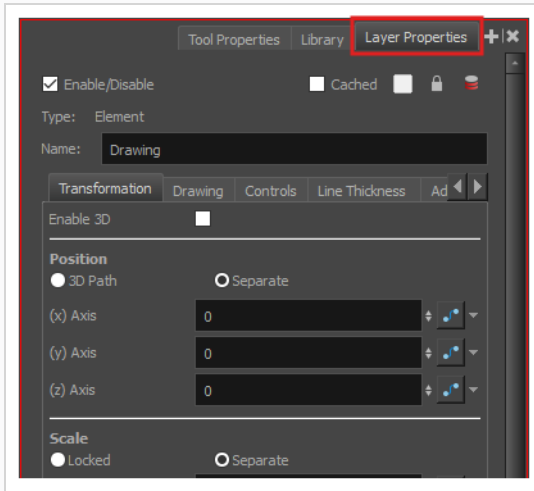 Tool Properties Library Layer Properties
Enable/Disable Cached
Type: Element
Name: Drawing
Transformation Drawing Controls Line Thickness Ad
Enable 3D
Position
3D Path Separate
(x) Axis 0
(y) Axis 0
(z) Axis 0
Scale
Locked Separate